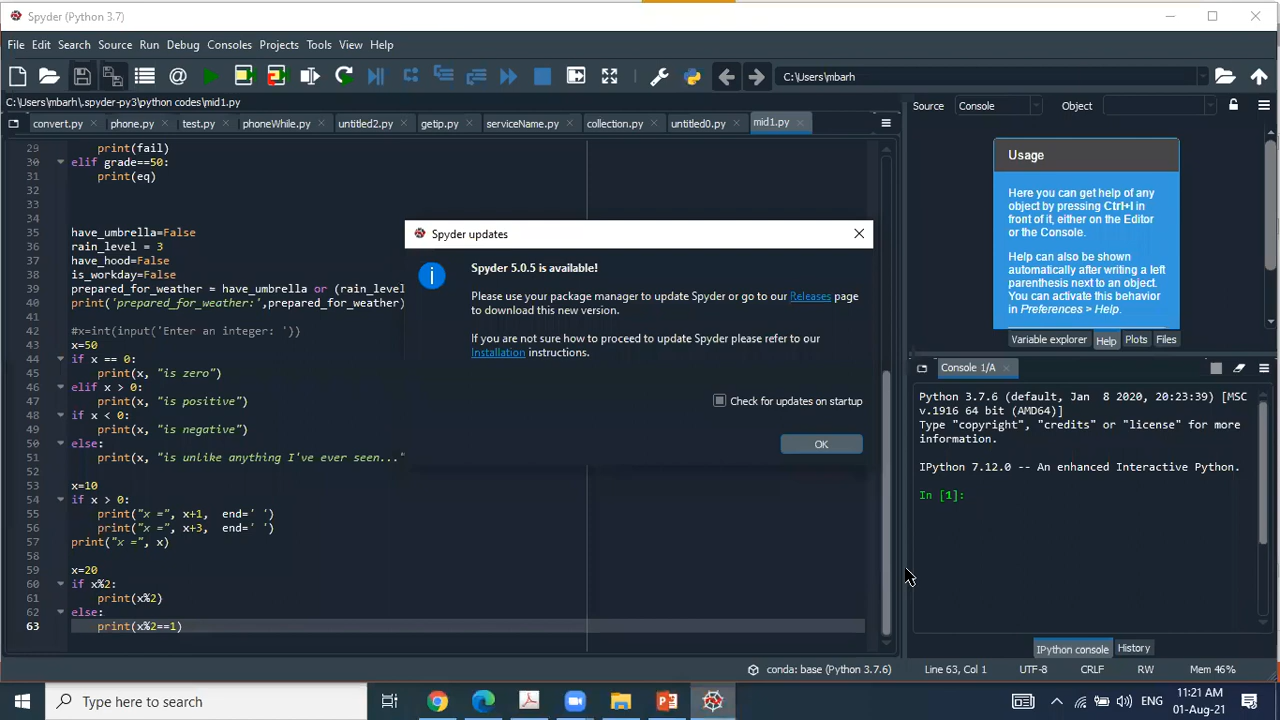 Spyder (Python 3.7)
File Edit Search Source Run Debug Consoles Projects Tools View Help
C:\Users\mbarh
C:\Users\mbarh\.spyder-py3\python codes\mid1.py
convert.py phone.py test.py phoneWhile.py untitled2.py getip.py serviceName.py collection.py untitled0.py mid1.py
29 print(fail)
30 elif grade==50:
31 print(eq)
32
33
34
35 have_umbrella=False
36 rain_level = 3
37 have_hood=False
38 is_workday=False
39 prepared_for_weather = have_umbrella or (rain_level
40 print('prepared_for_weather:',prepared_for_weather)
41
42 #x=int(input('Enter an integer: '))
43 x=50
44 if x == 0:
45 print(x, "is zero")
46 elif x > 0:
47 print(x, "is positive")
48 if x < 0:
49 print(x, "is negative")
50 else:
51 print(x, "is unlike anything I've ever seen..."
52
53 x=10
54 if x > 0:
55 print("x =", x+1,  end=' ')
56 print("x =", x+3,  end=' ')
57 print("x =", x)
58
59 x=20
60 if x%2:
61 print(x%2)
62 else:
63 print(x%2==1)
Spyder updates
Spyder 5.0.5 is available!
Please use your package manager to update Spyder or go to our Releases page
to download this new version.
If you are not sure how to proceed to update Spyder please refer to our
Installation instructions.
Check for updates on startup
OK
Source Console Object
Usage
Here you can get help of any
object by pressing Ctrl+I in
front of it, either on the Editor
or the Console.
Help can also be shown
automatically after writing a left
parenthesis next to an object.
You can activate this behavior
in Preferences > Help.
Variable explorer Help Plots Files
Console 1/A
Python 3.7.6 (default, Jan  8 2020, 20:23:39) [MSC
v.1916 64 bit (AMD64)]
Type "copyright", "credits" or "license" for more
information.
IPython 7.12.0 -- An enhanced Interactive Python.
In [1]:
IPython console History
conda: base (Python 3.7.6) Line 63, Col 1 UTF-8 CRLF RW Mem 46%
Type here to search
ENG
11:21 AM
01-Aug-21